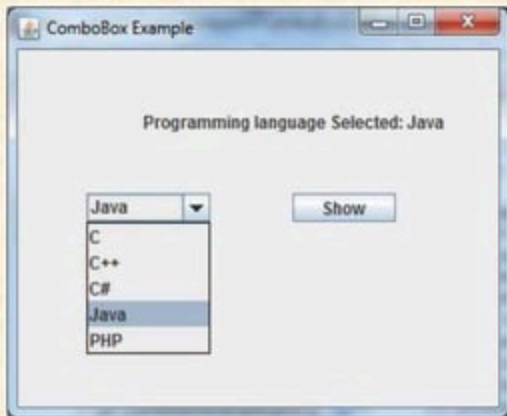 ComboBox Example
Programming language Selected: Java
Java
Show
C
C++
C#
Java
PHP